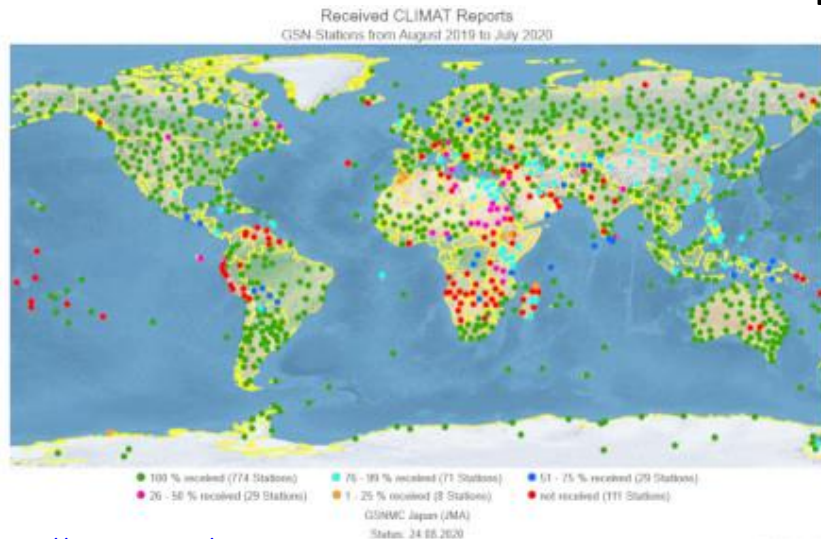 Received CLIMAT Reports
GSN-Stations from August 2019 to July 2020
100 % received (774 Stations) 76 - 99 % received (71 Stations) 51 - 75 % received (29 Stations)
26 - 50 % received (29 Stations) 1 - 25 % received (8 Stations) not received (111 Stations)
GSNMC Japan (JMA)
Status: 24.08.2020